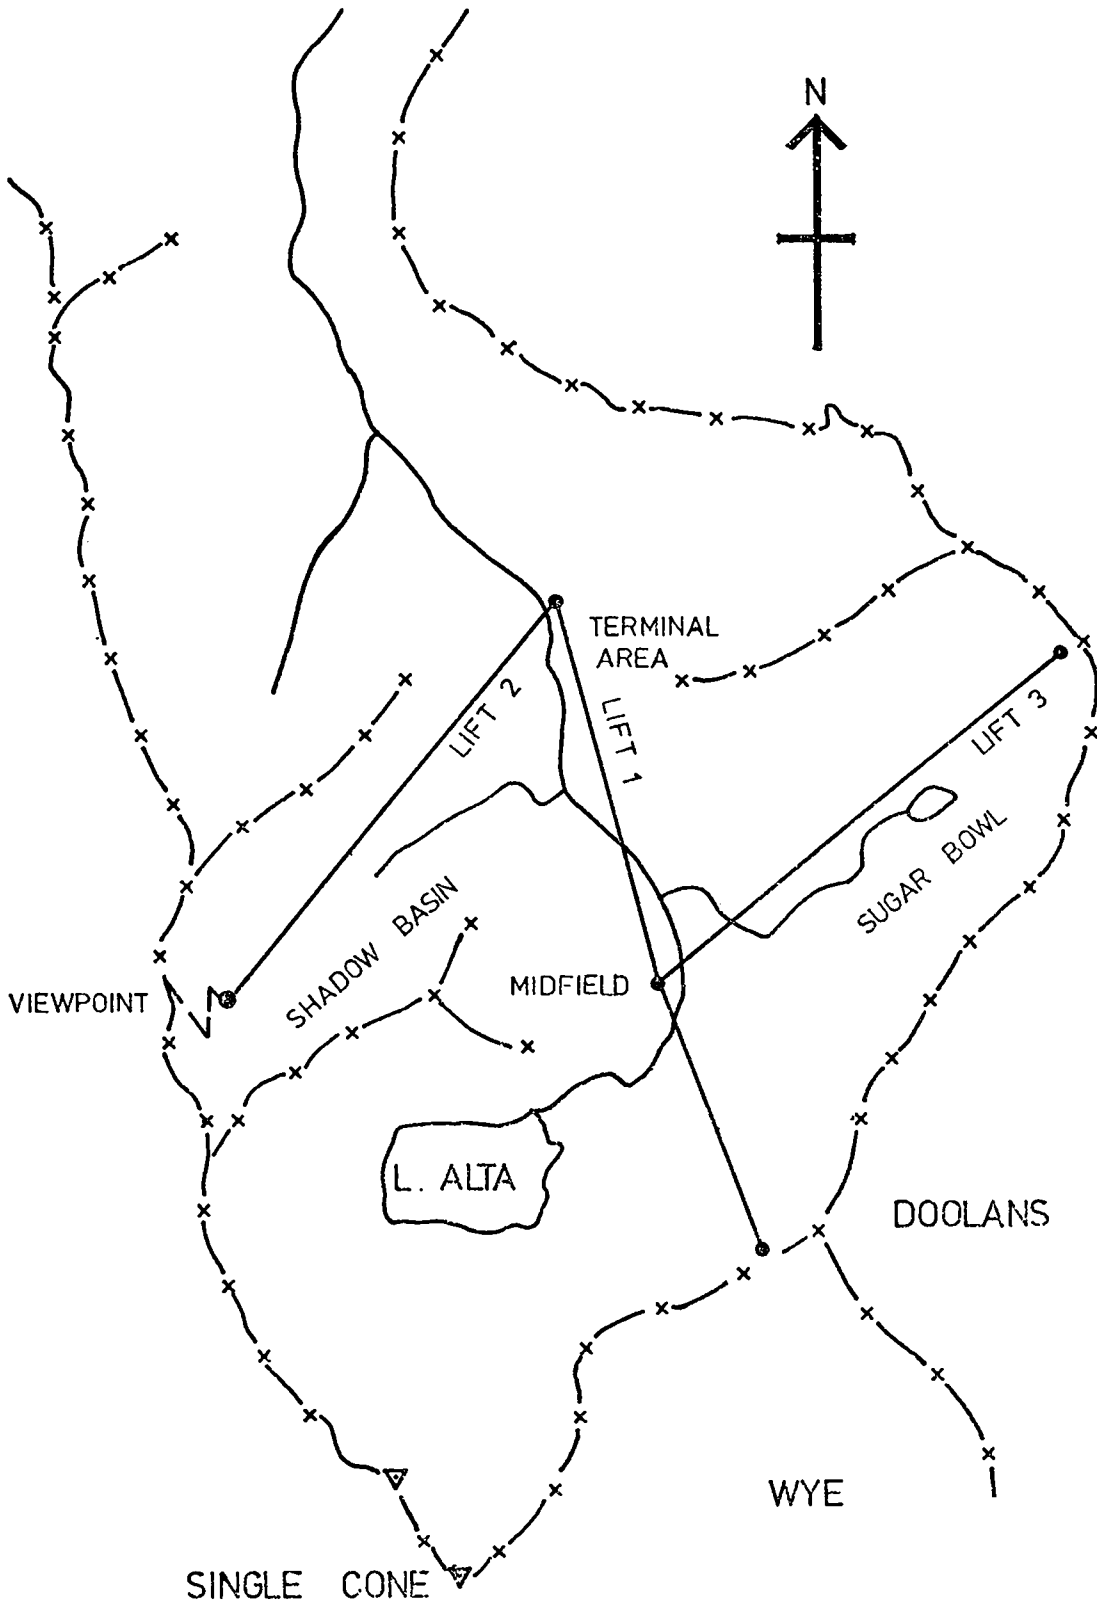 N
TERMINAL
AREA
LIFT 2
LIFT 1
LIFT 3
SUGAR BOWL
SHADOW BASIN
MIDFIELD
VIEWPOINT
L. ALTA
DOOLANS
WYE
SINGLE CONE